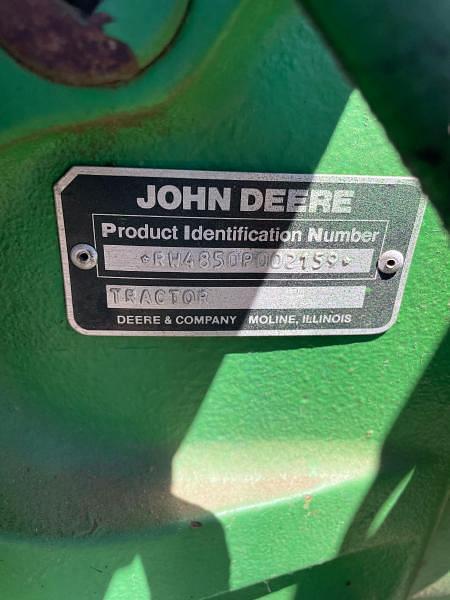 JOHN DEERE
Product Identification Number
*RW4850P002159*
TRACTOR
DEERE & COMPANY MOLINE, ILLINOIS